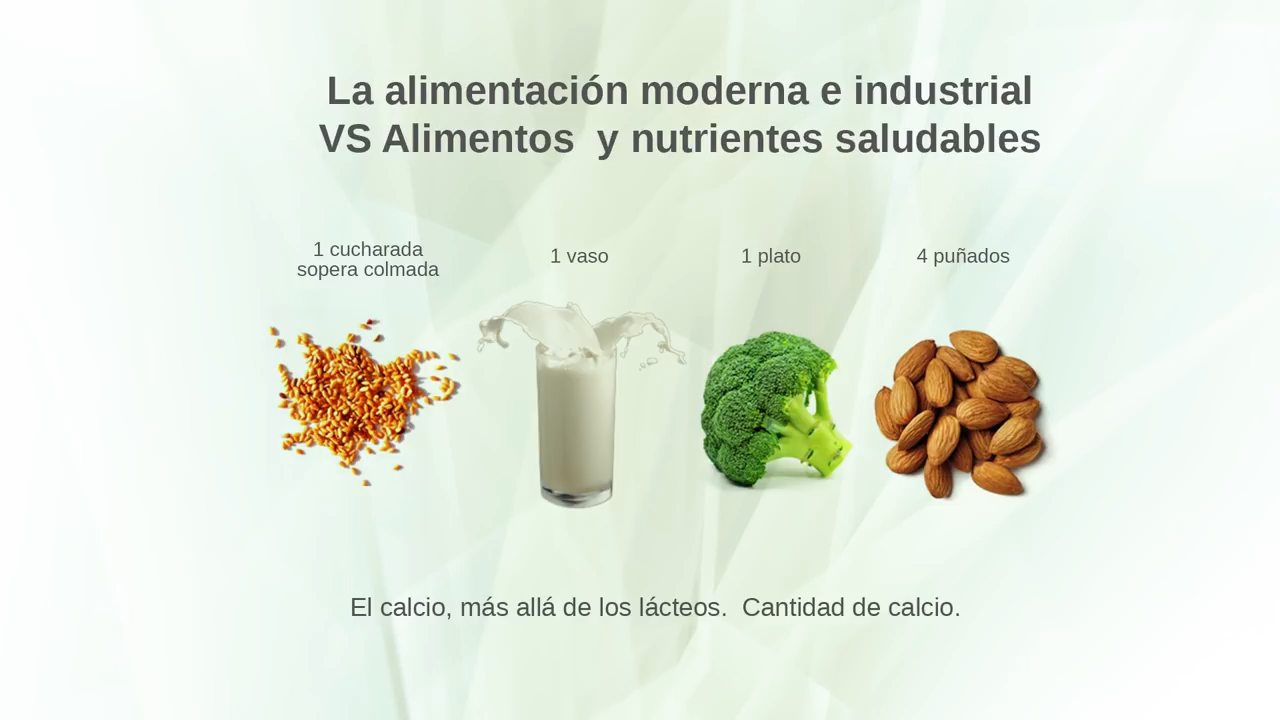 La alimentación moderna e industrial
VS Alimentos  y nutrientes saludables
1 cucharada
sopera colmada
1 vaso
1 plato
4 puñados
El calcio, más allá de los lácteos.  Cantidad de calcio.